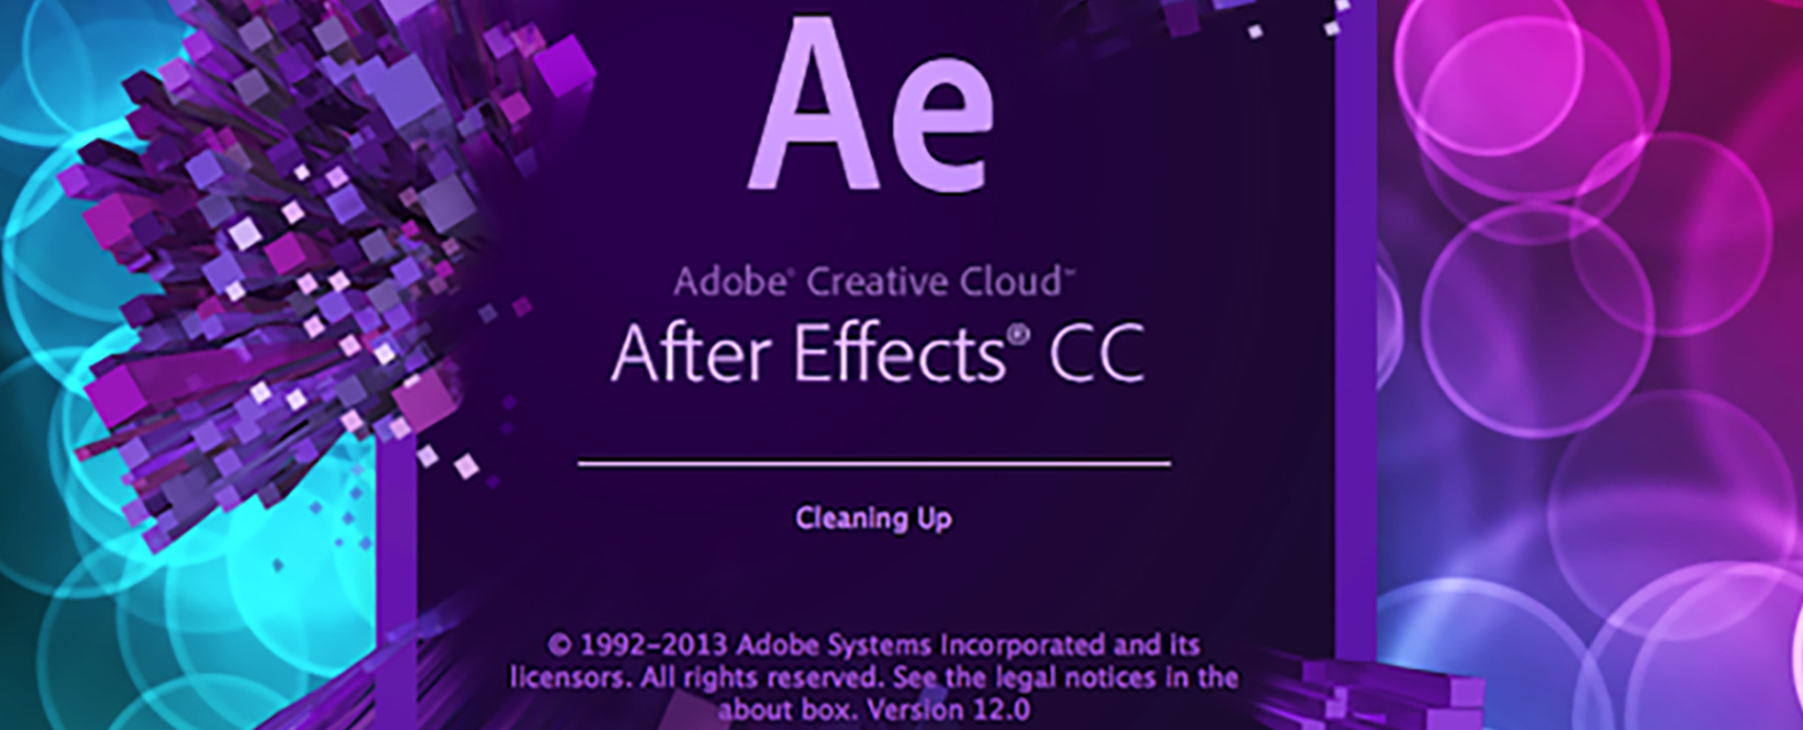 Ae
Adobe® Creative Cloud™
After Effects® CC
Cleaning Up
© 1992–2013 Adobe Systems Incorporated and its
licensors. All rights reserved. See the legal notices in the
about box. Version 12.0